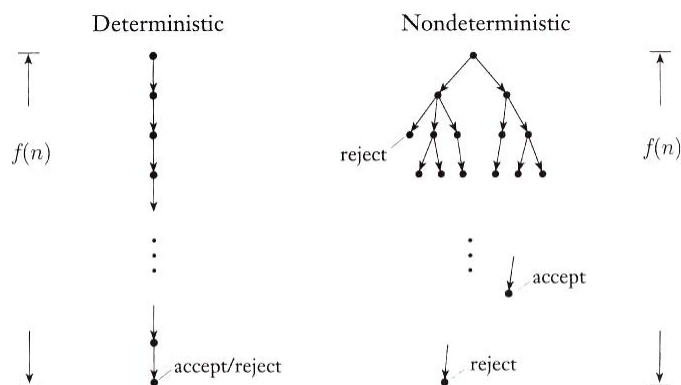 Deterministic
Nondeterministic
f(n)
reject
f(n)
accept
accept/reject
reject